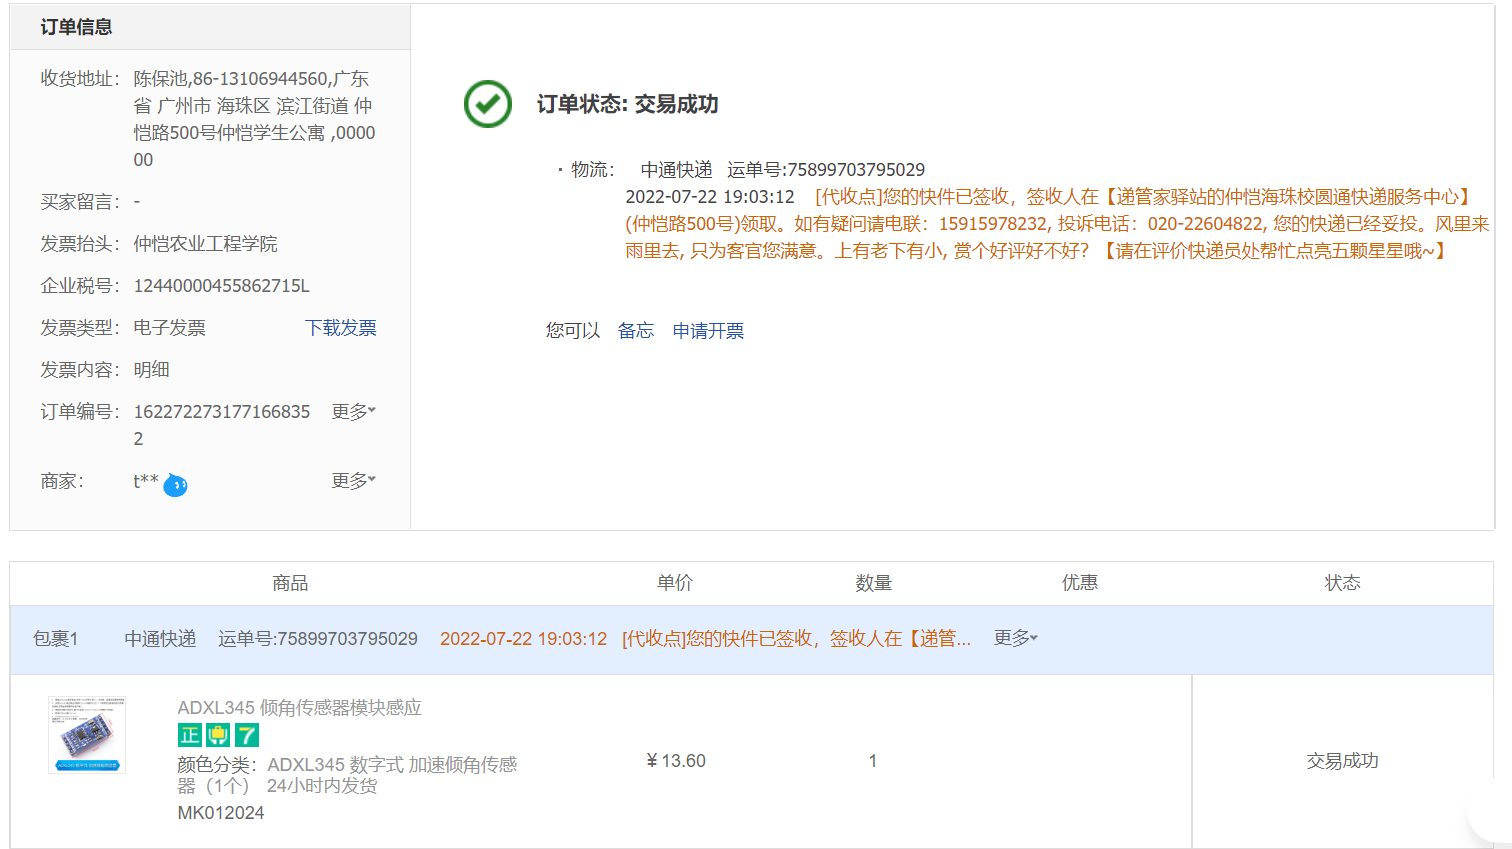 订单信息
收货地址： 陈保池,86-13106944560,广东
省 广州市 海珠区 滨江街道 仲
恺路500号仲恺学生公寓 ,0000
00
买家留言： -
发票抬头： 仲恺农业工程学院
企业税号： 12440000455862715L
发票类型： 电子发票 下载发票
发票内容： 明细
订单编号： 162272273177166835 更多
2
商家： t** 更多
订单状态: 交易成功
· 物流： 中通快递 运单号:75899703795029
2022-07-22 19:03:12 [代收点]您的快件已签收，签收人在【递管家驿站的仲恺海珠校圆通快递服务中心】
(仲恺路500号)领取。如有疑问请电联：15915978232, 投诉电话：020-22604822, 您的快递已经妥投。风里来
雨里去, 只为客官您满意。上有老下有小, 赏个好评好不好？【请在评价快递员处帮忙点亮五颗星星哦~】
您可以 备忘 申请开票
商品 单价 数量 优惠 状态
包裹1 中通快递 运单号:75899703795029 2022-07-22 19:03:12 [代收点]您的快件已签收，签收人在【递管... 更多
ADXL345 倾角传感器模块感应
正 7
颜色分类：ADXL345 数字式 加速倾角传感
器（1个） 24小时内发货
MK012024
¥ 13.60 1 交易成功